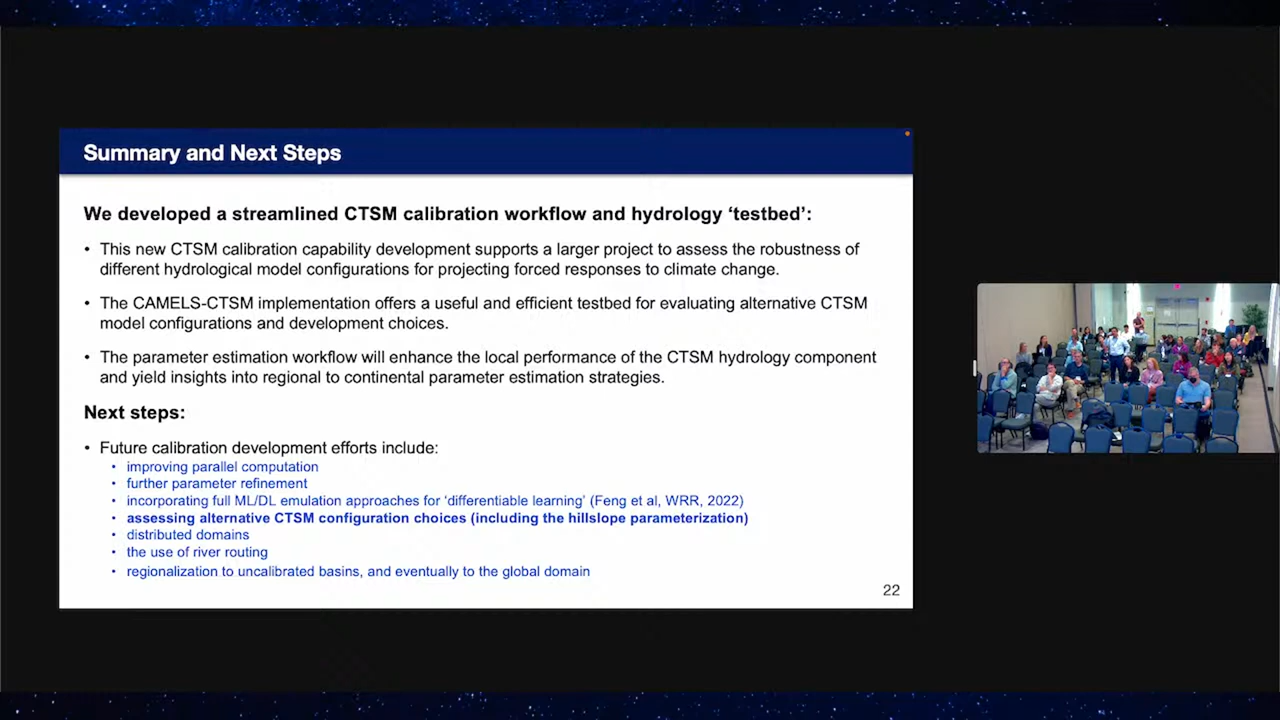 Summary and Next Steps
We developed a streamlined CTSM calibration workflow and hydrology ‘testbed’:
• This new CTSM calibration capability development supports a larger project to assess the robustness of
different hydrological model configurations for projecting forced responses to climate change.
• The CAMELS-CTSM implementation offers a useful and efficient testbed for evaluating alternative CTSM
model configurations and development choices.
• The parameter estimation workflow will enhance the local performance of the CTSM hydrology component
and yield insights into regional to continental parameter estimation strategies.
Next steps:
• Future calibration development efforts include:
• improving parallel computation
• further parameter refinement
• incorporating full ML/DL emulation approaches for ‘differentiable learning’ (Feng et al, WRR, 2022)
• assessing alternative CTSM configuration choices (including the hillslope parameterization)
• distributed domains
• the use of river routing
• regionalization to uncalibrated basins, and eventually to the global domain
22